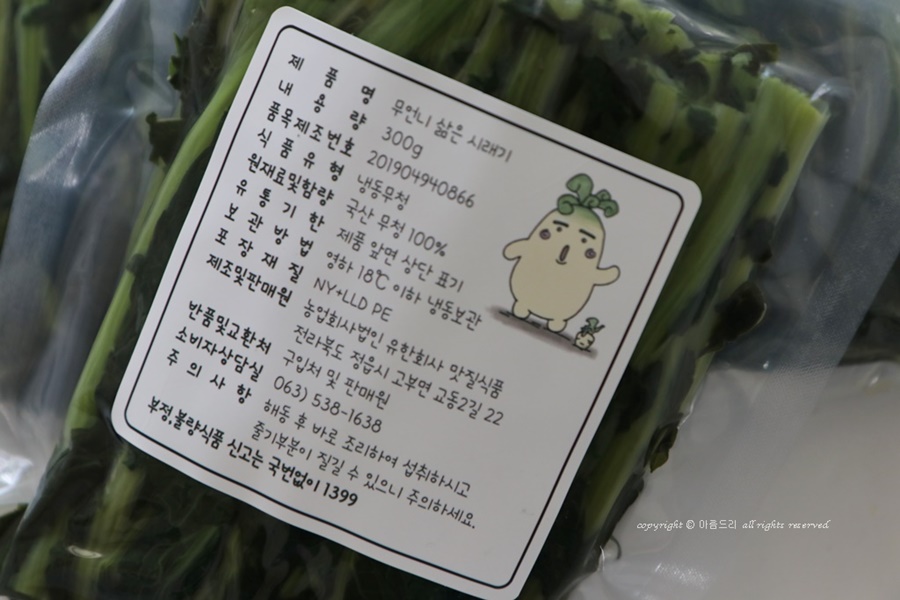 제 품 명 무언니 삶은 시래기
내 용 량 300g
품목제조번호 201904940866
식 품 유 형 냉동무청
원재료및함량 국산 무청 100%
유 통 기 한 제품 앞면 상단 표기
보 관 방 법 영하 18℃ 이하 냉동보관
포 장 재 질 NY+LLD PE
제조및판매원 농업회사법인 유한회사 맛질식품
전라북도 정읍시 고부면 교동2길 22
반품및교환처 구입처 및 판매원
소비자상담실 063) 538-1638
주 의 사 항 해동 후 바로 조리하여 섭취하시고
줄기부분이 질길 수 있으니 주의하세요.
부정,불량식품 신고는 국번없이 1399
copyright © 아름드리 all rights reserved